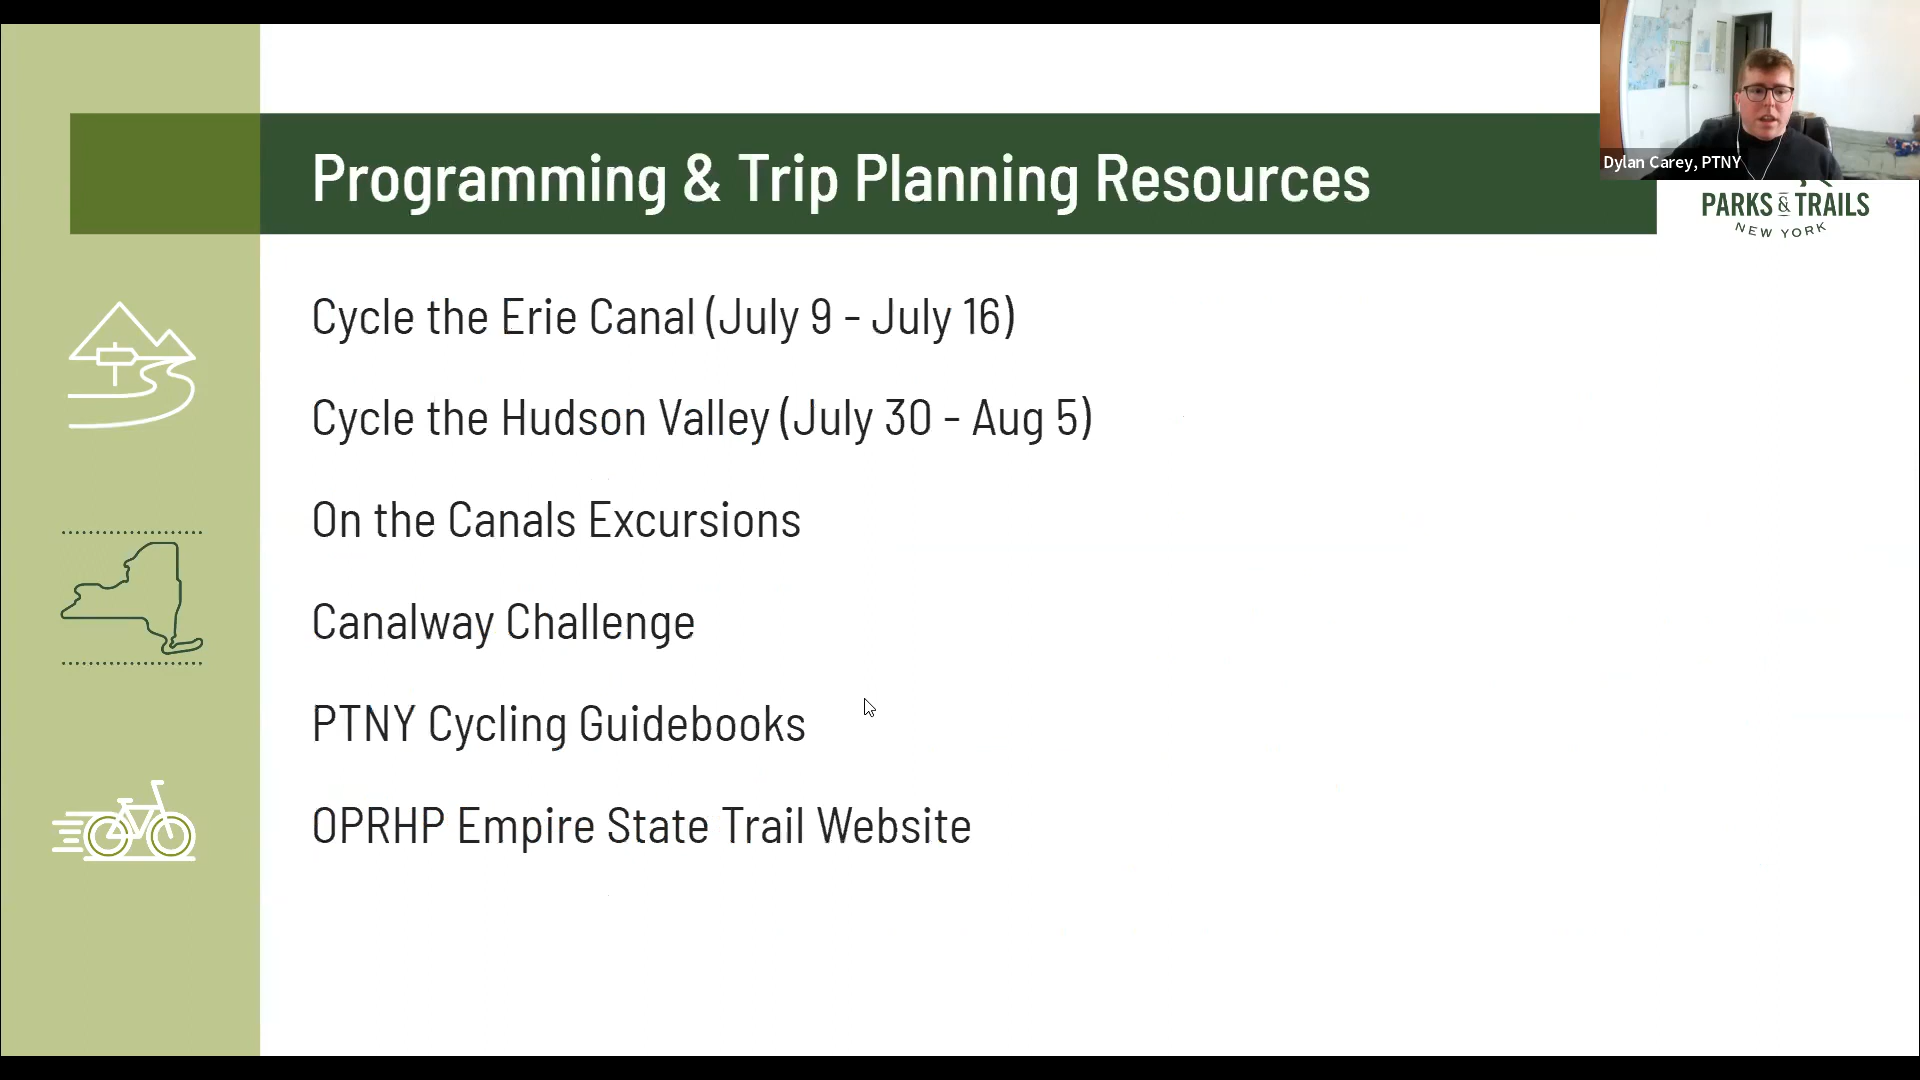 Programming & Trip Planning Resources
Dylan Carey, PTNY
PARKS & TRAILS
NEW YORK
Cycle the Erie Canal (July 9 - July 16)
Cycle the Hudson Valley (July 30 - Aug 5)
On the Canals Excursions
Canalway Challenge
PTNY Cycling Guidebooks
OPRHP Empire State Trail Website